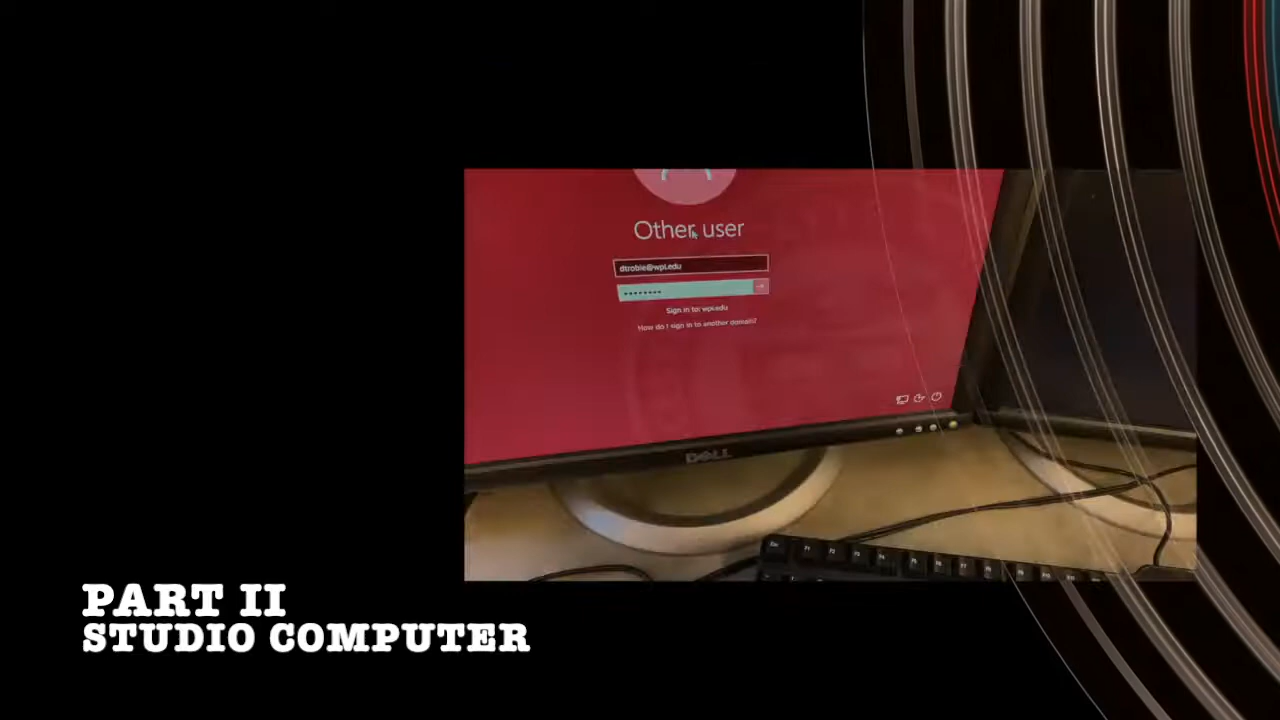 Other user
dtrobie@wpi.edu
Sign in to: wpi.edu
How do I sign in to another domain?
DELL
PART II
STUDIO COMPUTER